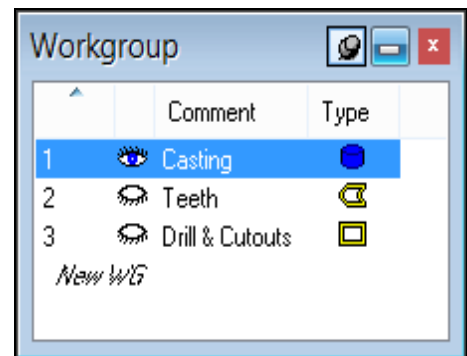 Workgroup
Comment Type
1 Casting
2 Teeth
3 Drill & Cutouts
New WG